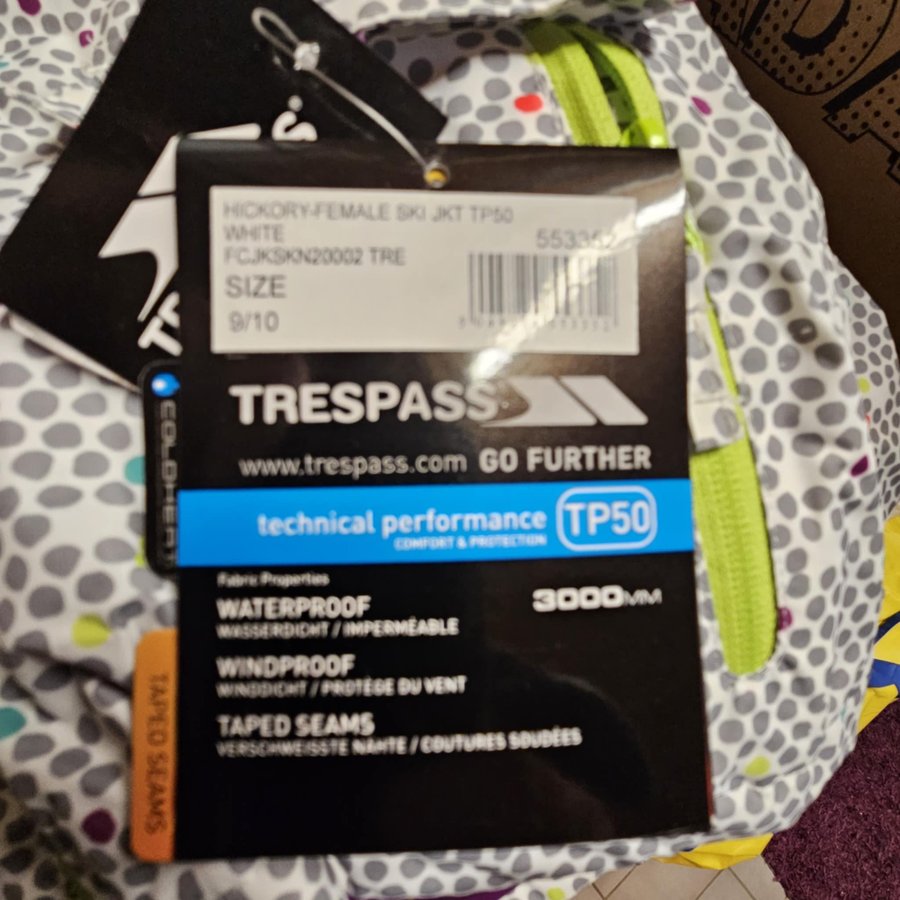 HICKORY-FEMALE SKI JKT TP50
WHITE
FCJKSKN20002 TRE
553352
SIZE
9/10
TRESPASS
www.trespass.com GO FURTHER
technical performance TP50
COMFORT & PROTECTION
Fabric Properties
WATERPROOF 3000MM
WASSERDICHT / IMPERMÉABLE
WINDPROOF
WINDDICHT / PROTÈGE DU VENT
TAPED SEAMS
VERSCHWEISSTE NÄHTE / COUTURES SOUDÉES
COLDHEAT
TAPED SEAMS